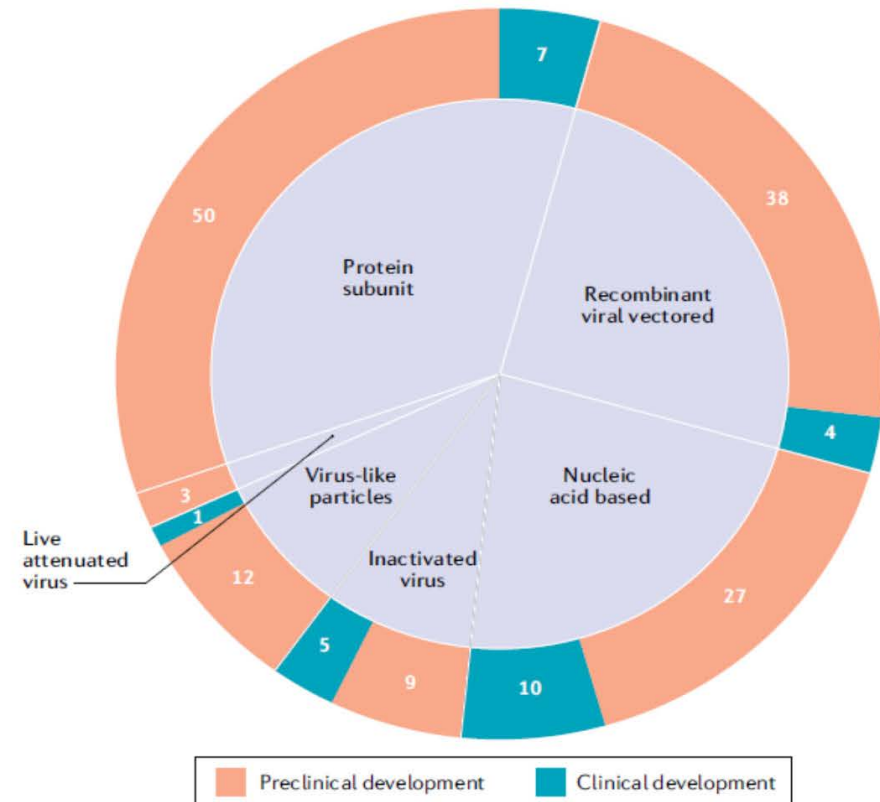 7
38
50
Protein
subunit
Recombinant
viral vectored
4
Virus-like
particles
Nucleic
acid based
3
1
Live
attenuated
virus
12
Inactivated
virus
27
5
9
10
Preclinical development
Clinical development